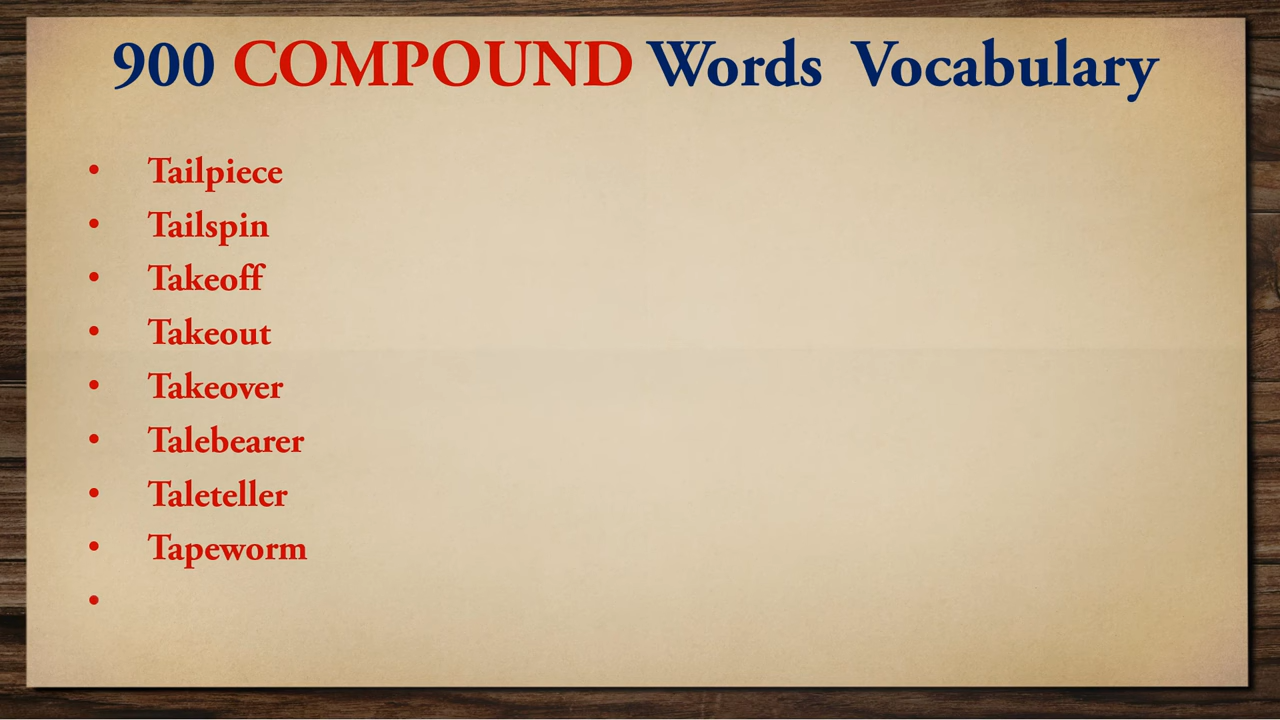 900 COMPOUND Words Vocabulary
• Tailpiece
• Tailspin
• Takeoff
• Takeout
• Takeover
• Talebearer
• Taleteller
• Tapeworm
•